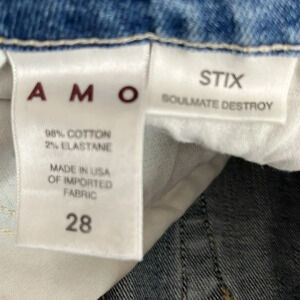 AMO
98% COTTON
2% ELASTANE
MADE IN USA
OF IMPORTED
FABRIC
28
STIX
SOULMATE DESTROY